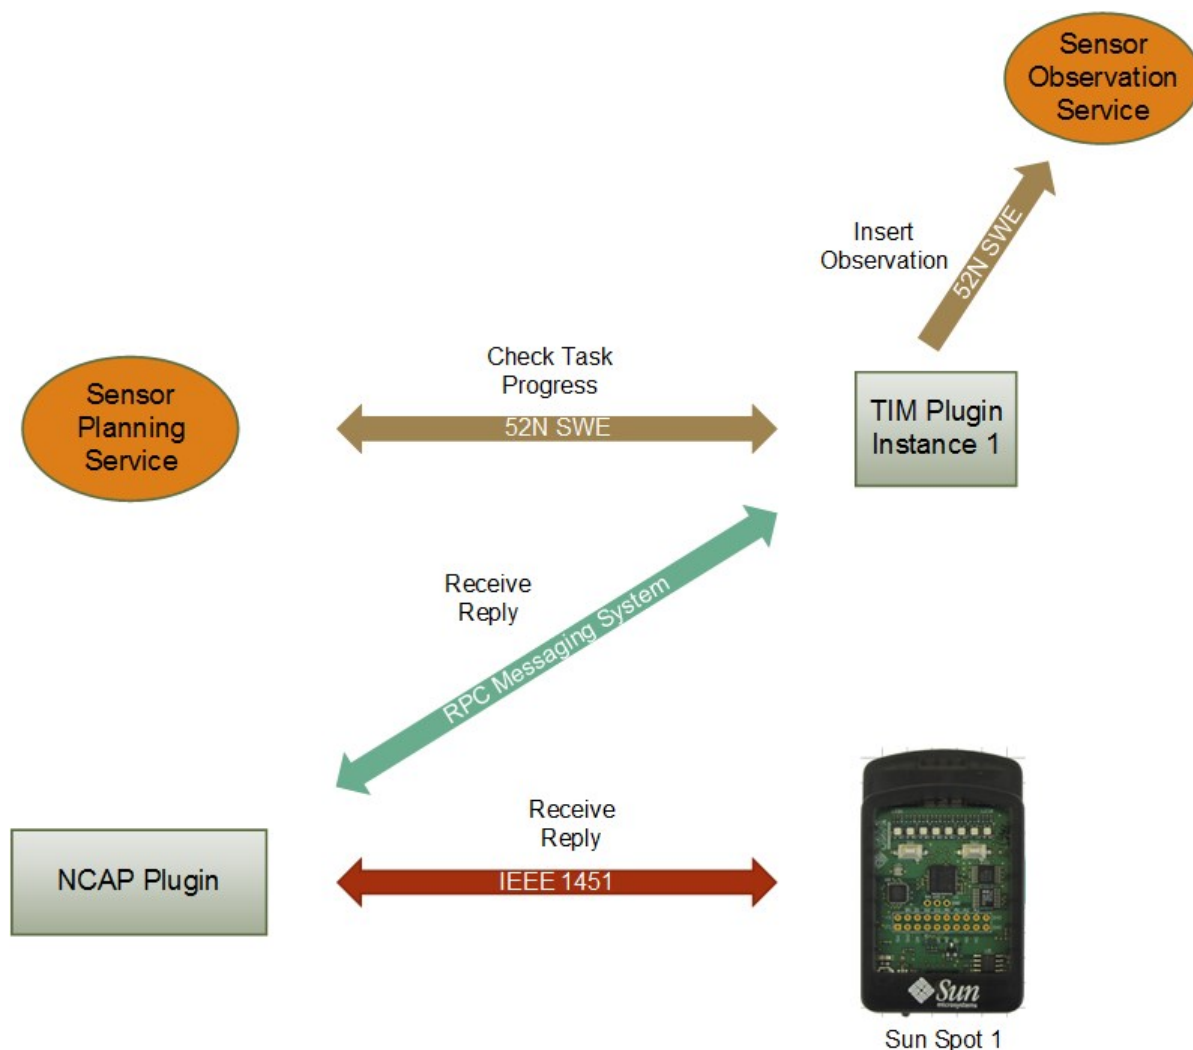 Sensor
Observation
Service
Insert
Observation
52N SWE
Check Task
Progress
52N SWE
Sensor
Planning
Service
TIM Plugin
Instance 1
Receive
Reply
RPC Messaging System
Receive
Reply
IEEE 1451
NCAP Plugin
Sun
microsystems
Sun Spot 1